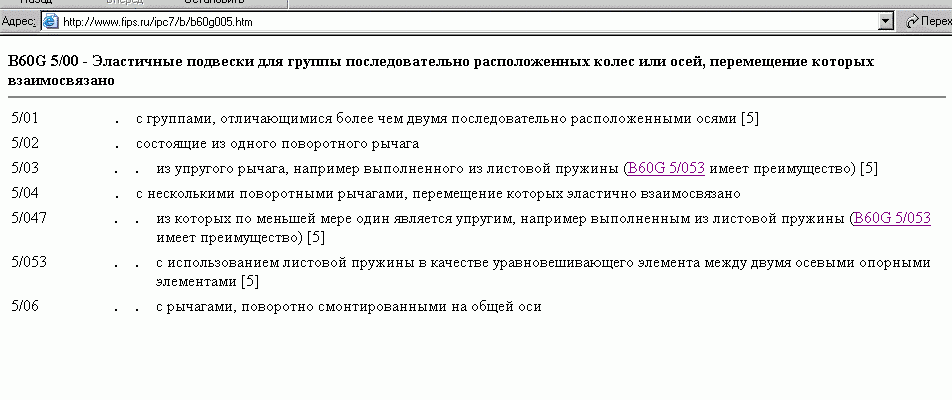 Назад Вперед Остановить
Адрес: http://www.fips.ru/ipc7/b/b60g005.htm Перех
B60G 5/00 - Эластичные подвески для группы последовательно расположенных колес или осей, перемещение которых
взаимосвязано
5/01 . с группами, отличающимися более чем двумя последовательно расположенными осями [5]
5/02 . состоящие из одного поворотного рычага
5/03 . . из упругого рычага, например выполненного из листовой пружины (B60G 5/053 имеет преимущество) [5]
5/04 . с несколькими поворотными рычагами, перемещение которых эластично взаимосвязано
5/047 . . из которых по меньшей мере один является упругим, например выполненным из листовой пружины (B60G 5/053
имеет преимущество) [5]
5/053 . . с использованием листовой пружины в качестве уравновешивающего элемента между двумя осевыми опорными
элементами [5]
5/06 . . с рычагами, поворотно смонтированными на общей оси